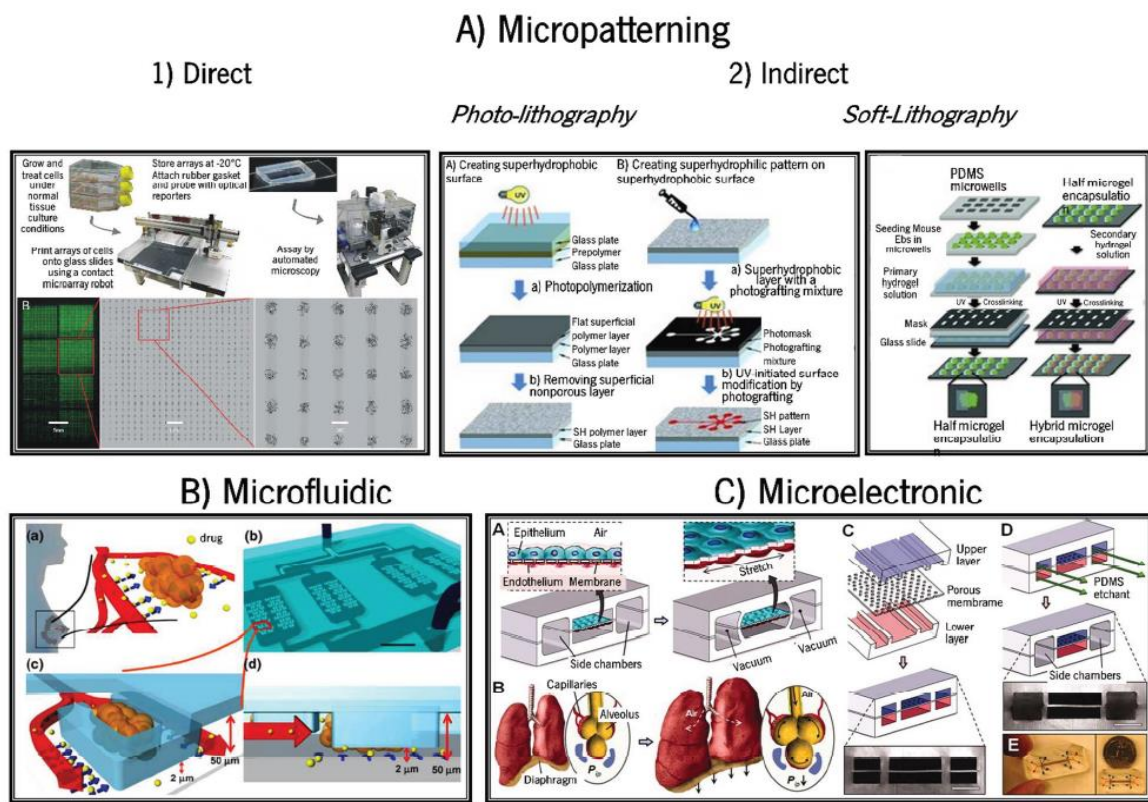 A) Micropatterning
1) Direct
2) Indirect
Photo-lithography
Soft-Lithography
Grow and
treat cells
under
normal
tissue
culture
conditions
Store arrays at -20°C
Attach rubber gasket
and probe with optical
reporters
Print arrays of cells
onto glass slides
using a contact
microarray robot
Assay by
automated
microscopy
B
A) Creating superhydrophobic
surface
UV
Glass plate
Prepolymer
Glass plate
a) Photopolymerization
Flat superficial
polymer layer
Polymer layer
Glass plate
b) Removing superficial
nonporous layer
SH polymer layer
Glass plate
B) Creating superhydrophilic pattern on
superhydrophobic surface
a) Superhydrophobic
layer with a
photografting mixture
UV
Photomask
Photografting
mixture
b) UV-initiated surface
modification by
photografting
SH pattern
SH Layer
Glass plate
PDMS
microwells
Seeding Mouse
Ebs in
microwells
Primary
hydrogel
solution
UV
Crosslinking
Mask
Glass slide
Half microgel
encapsulatio
n
Half microgel
encapsulatio
n
Secondary
hydrogel
solution
UV
Crosslinking
Hybrid microgel
encapsulation
B) Microfluidic
(a)
drug
(b)
(c)
2 μm
50 μm
(d)
2 μm
50 μm
C) Microelectronic
A
Epithelium
Air
Endothelium
Membrane
Stretch
Side chambers
Vacuum
Vacuum
B
Capillaries
Alveolus
Diaphragm
Air
Air
C
Upper
layer
Porous
membrane
Lower
layer
D
PDMS
etchant
Side chambers
E